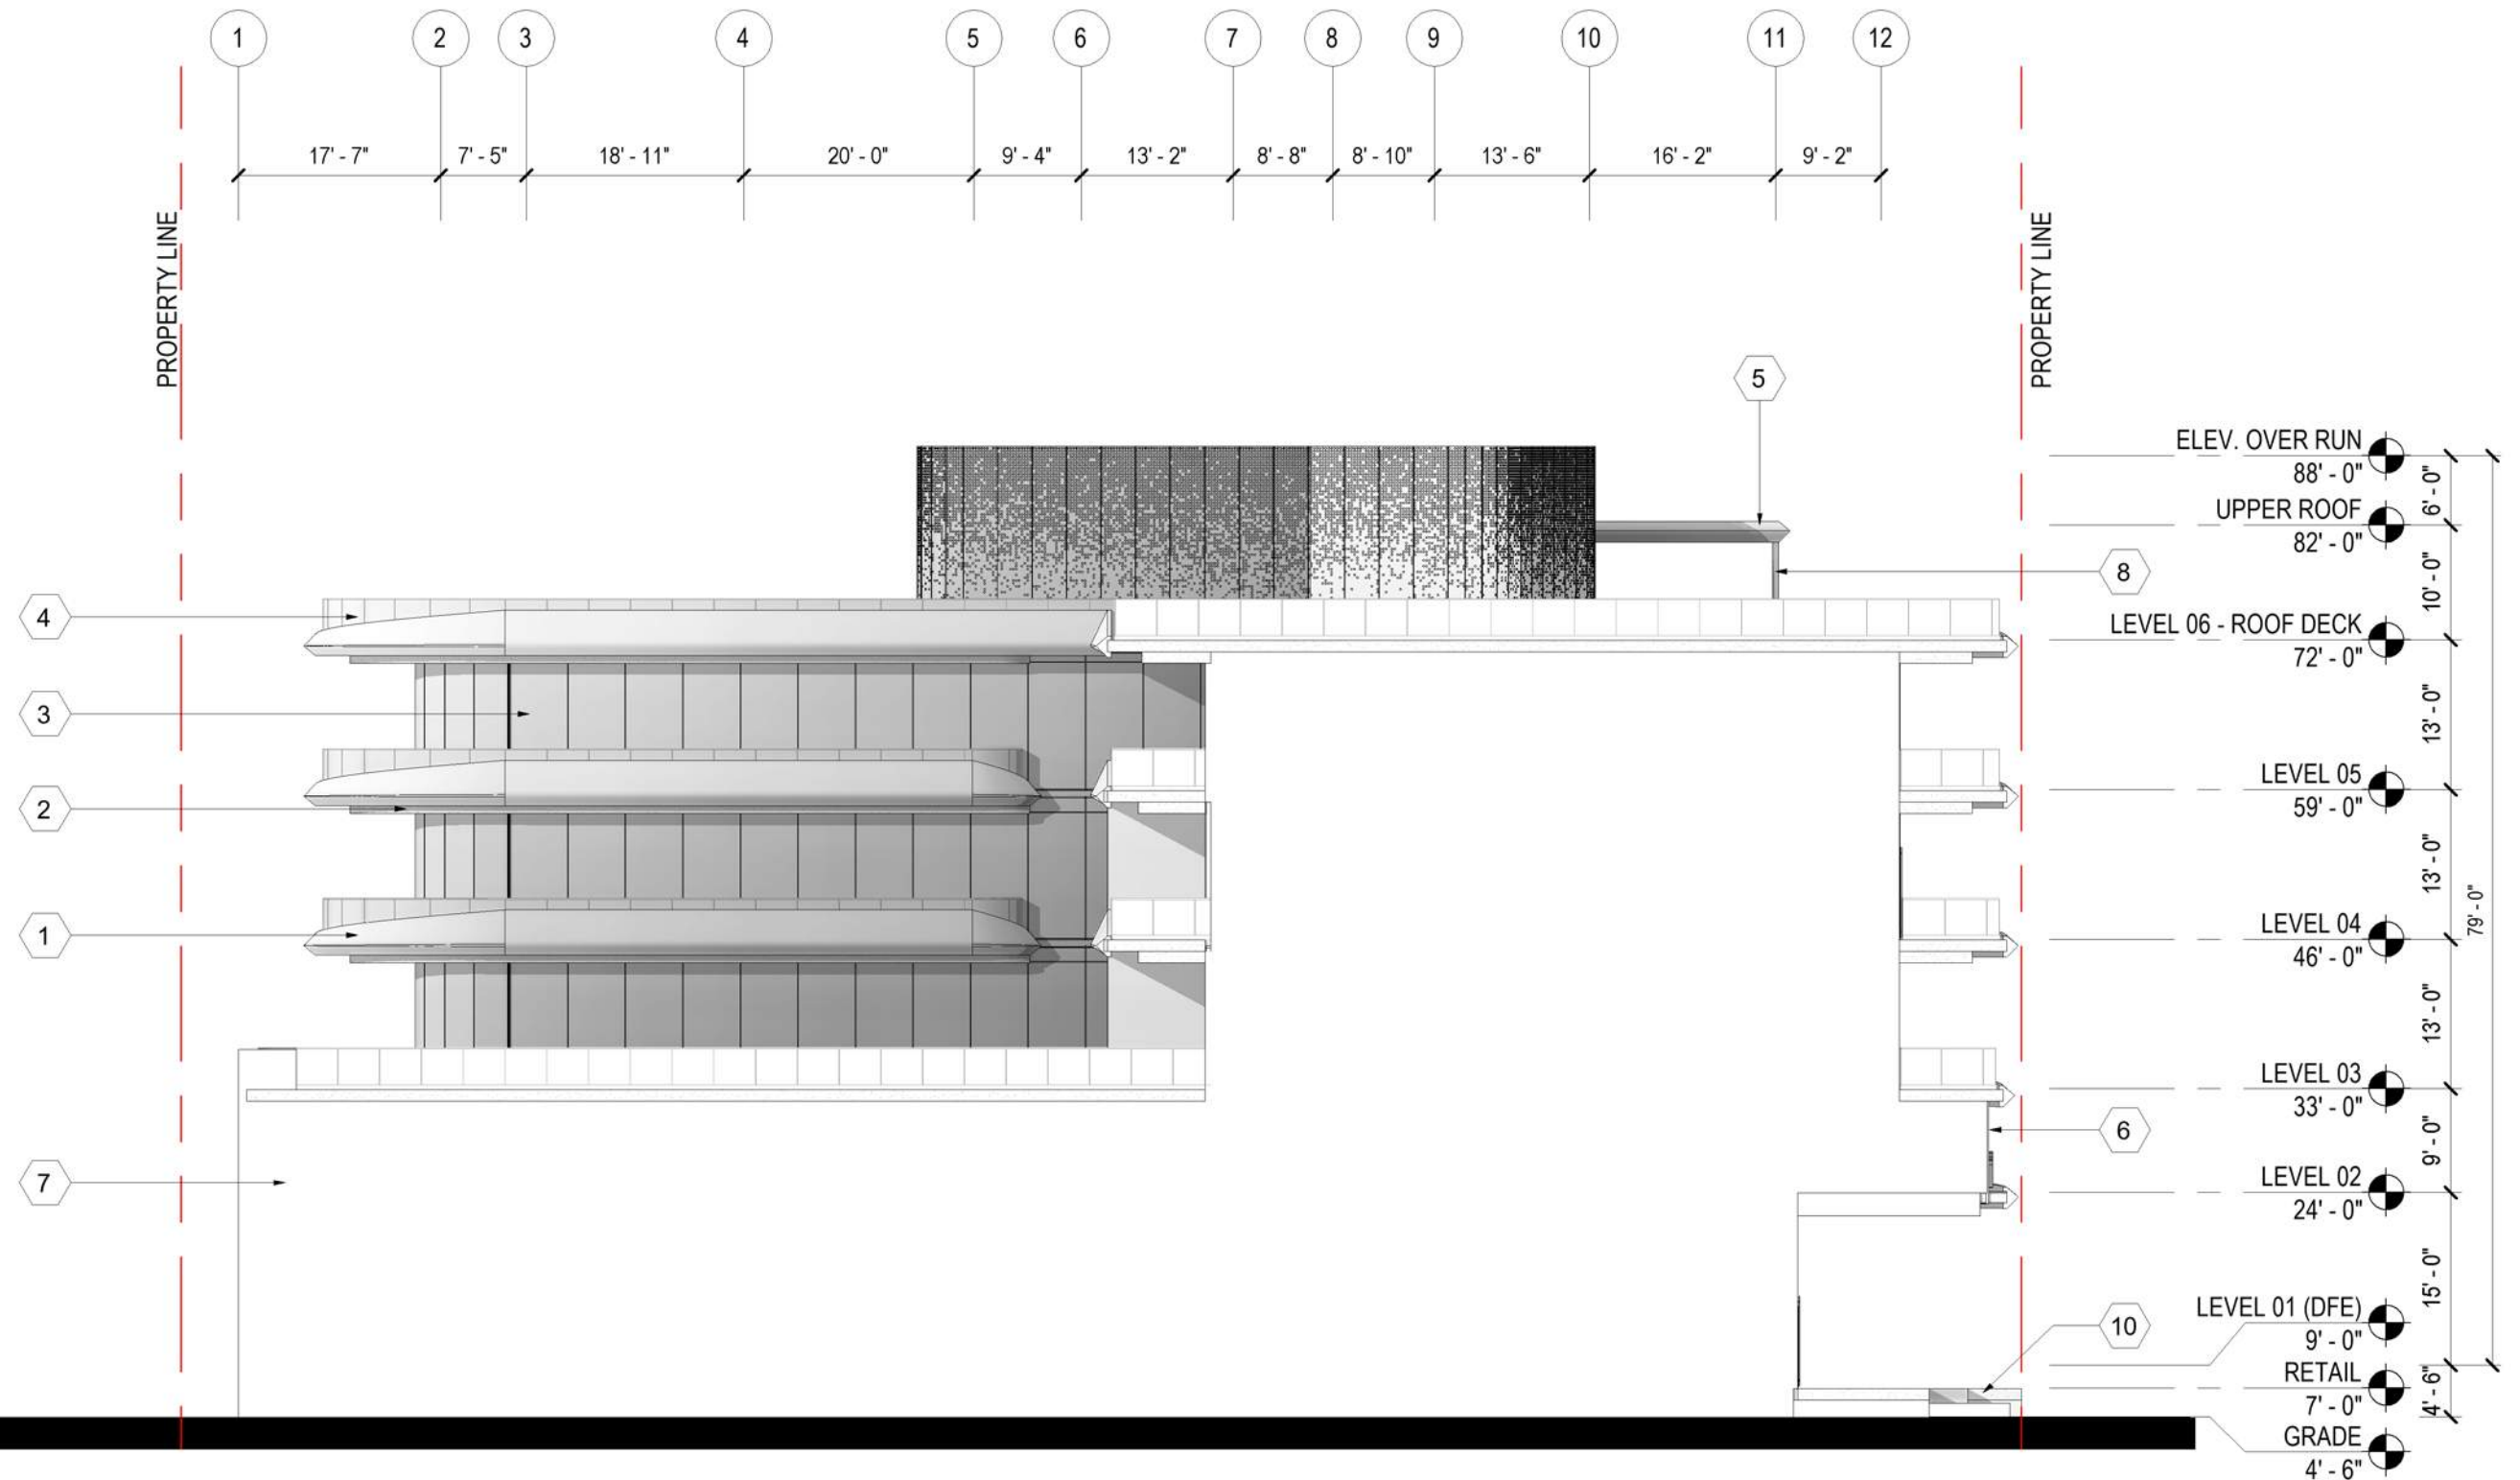 1
2
3
4
5
6
7
8
9
10
11
12
17' - 7"
7' - 5"
18' - 11"
20' - 0"
9' - 4"
13' - 2"
8' - 8"
8' - 10"
13' - 6"
16' - 2"
9' - 2"
PROPERTY LINE
PROPERTY LINE
5
8
4
3
2
1
7
6
10
ELEV. OVER RUN
88' - 0"
6' - 0"
UPPER ROOF
82' - 0"
10' - 0"
LEVEL 06 - ROOF DECK
72' - 0"
13' - 0"
LEVEL 05
59' - 0"
13' - 0"
LEVEL 04
46' - 0"
79' - 0"
13' - 0"
LEVEL 03
33' - 0"
9' - 0"
LEVEL 02
24' - 0"
15' - 0"
LEVEL 01 (DFE)
9' - 0"
RETAIL
7' - 0"
4' - 6"
GRADE
4' - 6"